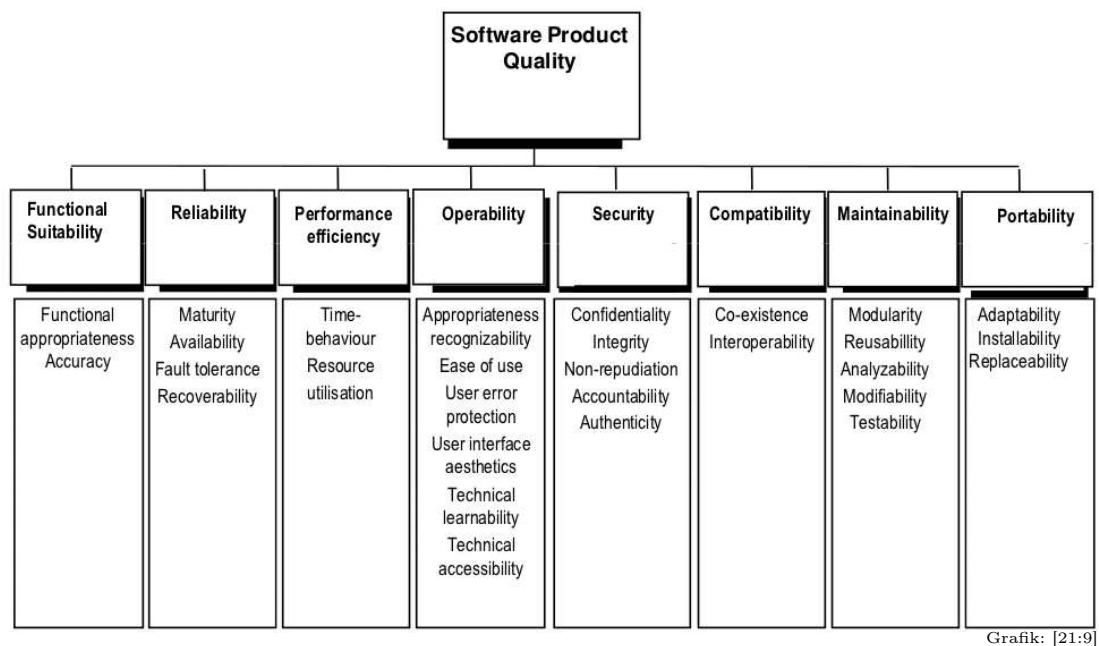 Software Product
Quality
Functional
Suitability
Reliability
Performance
efficiency
Operability
Security
Compatibility
Maintainability
Portability
Functional
appropriateness
Accuracy
Maturity
Availability
Fault tolerance
Recoverability
Time-
behaviour
Resource
utilisation
Appropriateness
recognizability
Ease of use
User error
protection
User interface
aesthetics
Technical
learnability
Technical
accessibility
Confidentiality
Integrity
Non-repudiation
Accountability
Authenticity
Co-existence
Interoperability
Modularity
Reusabillity
Analyzability
Modifiability
Testability
Adaptability
Installability
Replaceability
Grafik: [21:9]